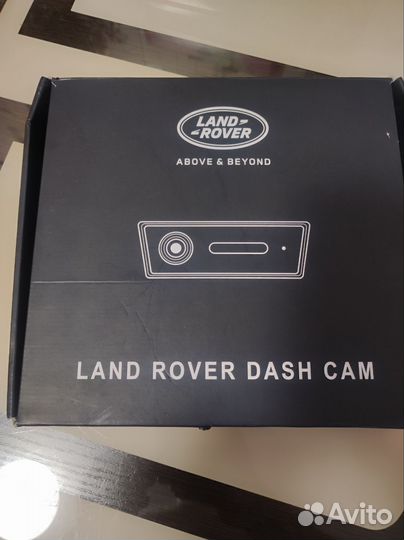 LAND
ROVER
ABOVE & BEYOND
LAND ROVER DASH CAM
Avito